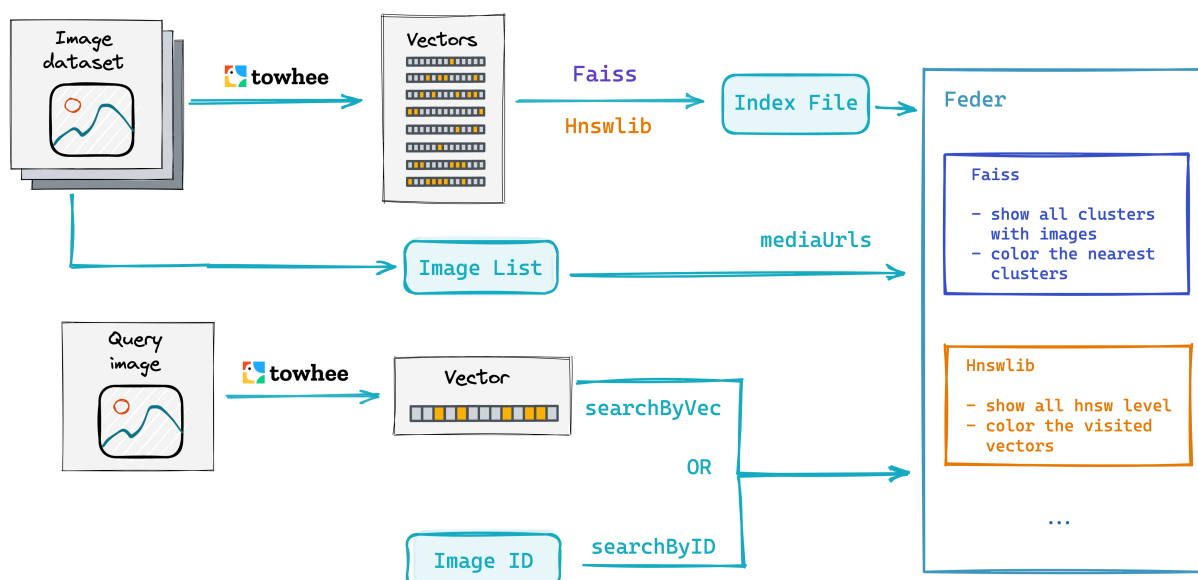 Image
dataset
towhee
Vectors
Faiss
Hnswlib
Index File
Feder
Faiss
- show all clusters
with images
- color the nearest
clusters
Image List
mediaUrls
Query
image
towhee
Vector
searchByVec
OR
Image ID
searchByID
Hnswlib
- show all hnsw level
- color the visited
vectors
...